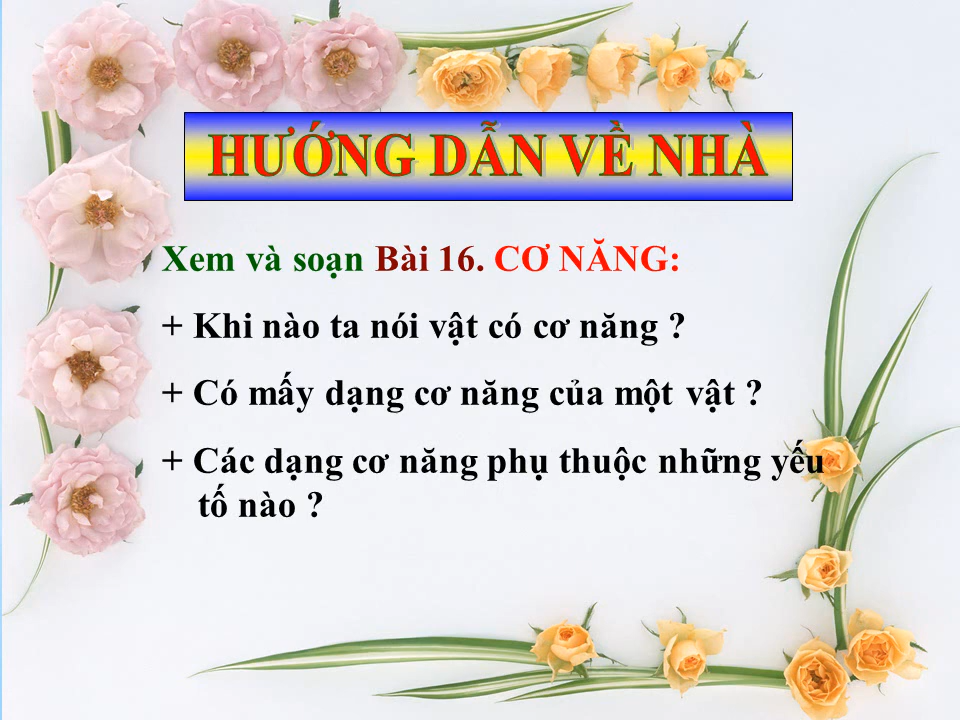 HƯỚNG DẪN VỀ NHÀ
Xem và soạn Bài 16. CƠ NĂNG:
+ Khi nào ta nói vật có cơ năng ?
+ Có mấy dạng cơ năng của một vật ?
+ Các dạng cơ năng phụ thuộc những yếu
tố nào ?